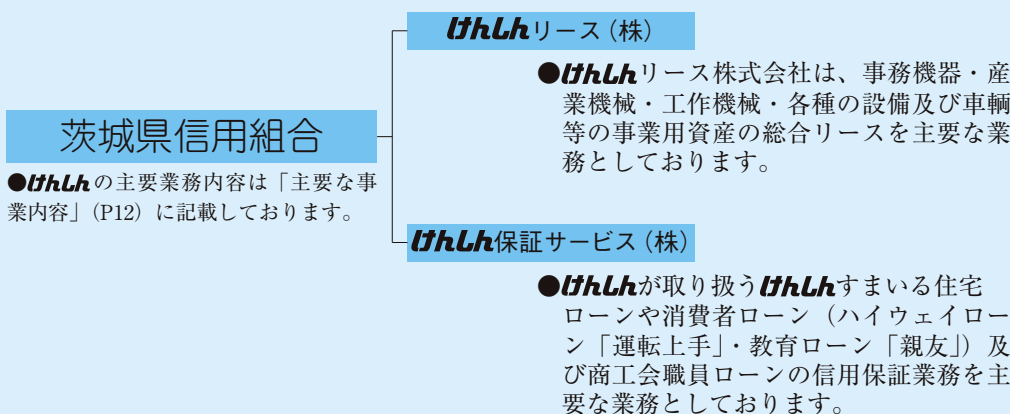 茨城県信用組合
●けんしんの主要業務内容は「主要な事
業内容」(P12)に記載しております。
けんしんリース(株)
●けんしんリース株式会社は、事務機器・産
業機械・工作機械・各種の設備及び車輌
等の事業用資産の総合リースを主要な業
務としております。
けんしん保証サービス(株)
●けんしんが取り扱うけんしんすまいる住宅
ローンや消費者ローン(ハイウェイロー
ン「運転上手」・教育ローン「親友」)及
び商工会職員ローンの信用保証業務を主
要な業務としております。